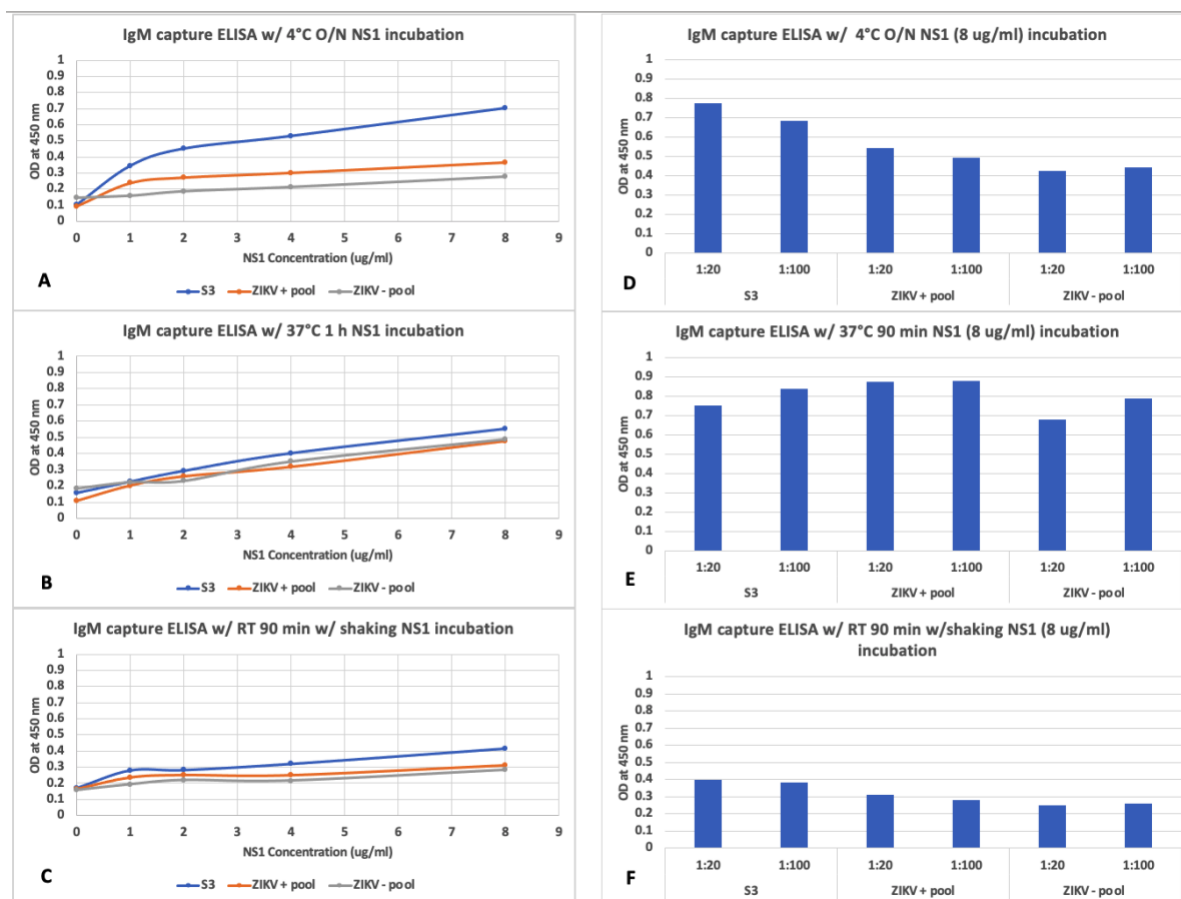 IgM capture ELISA w/ 4°C O/N NS1 incubation
OD at 450 nm
1
0.9
0.8
0.7
0.6
0.5
0.4
0.3
0.2
0.1
0
0 1 2 3 4 5 6 7 8 9
NS1 Concentration (ug/ml)
A
S3 ZIKV + pool ZIKV - pool
IgM capture ELISA w/ 37°C 1 h NS1 incubation
OD at 450 nm
1
0.9
0.8
0.7
0.6
0.5
0.4
0.3
0.2
0.1
0
0 1 2 3 4 5 6 7 8 9
NS1 Concentration (ug/ml)
B
S3 ZIKV + pool ZIKV - pool
IgM capture ELISA w/ RT 90 min w/ shaking NS1 incubation
OD at 450 nm
1
0.9
0.8
0.7
0.6
0.5
0.4
0.3
0.2
0.1
0
0 1 2 3 4 5 6 7 8 9
NS1 Concentration (ug/ml)
C
S3 ZIKV + pool ZIKV - pool
IgM capture ELISA w/ 4°C O/N NS1 (8 ug/ml) incubation
OD at 450 nm
1
0.9
0.8
0.7
0.6
0.5
0.4
0.3
0.2
0.1
0
1:20 1:100 1:20 1:100 1:20 1:100
D
S3 ZIKV + pool ZIKV - pool
IgM capture ELISA w/ 37°C 90 min NS1 (8 ug/ml) incubation
OD at 450 nm
1
0.9
0.8
0.7
0.6
0.5
0.4
0.3
0.2
0.1
0
1:20 1:100 1:20 1:100 1:20 1:100
E
S3 ZIKV + pool ZIKV - pool
IgM capture ELISA w/ RT 90 min w/shaking NS1 (8 ug/ml)
incubation
OD at 450 nm
1
0.9
0.8
0.7
0.6
0.5
0.4
0.3
0.2
0.1
0
1:20 1:100 1:20 1:100 1:20 1:100
F
S3 ZIKV + pool ZIKV - pool